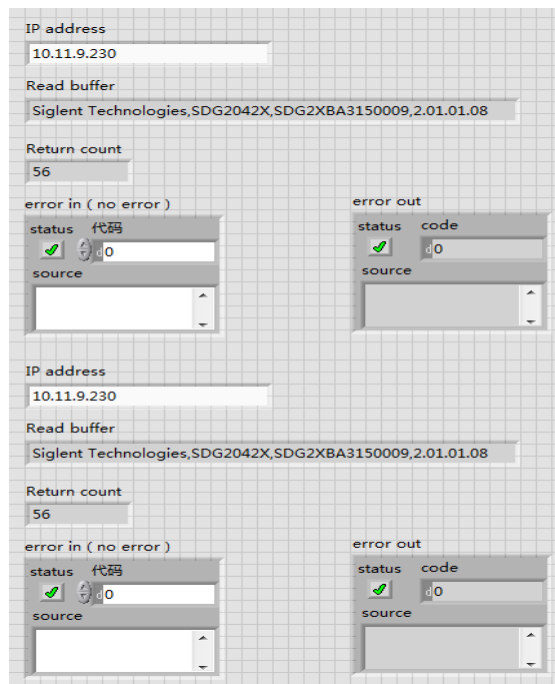 IP address
10.11.9.230
Read buffer
Siglent Technologies,SDG2042X,SDG2XBA3150009,2.01.01.08
Return count
56
error in ( no error )
error out
status 代码
status code
d 0
d 0
source
source
IP address
10.11.9.230
Read buffer
Siglent Technologies,SDG2042X,SDG2XBA3150009,2.01.01.08
Return count
56
error in ( no error )
error out
status 代码
status code
d 0
d 0
source
source